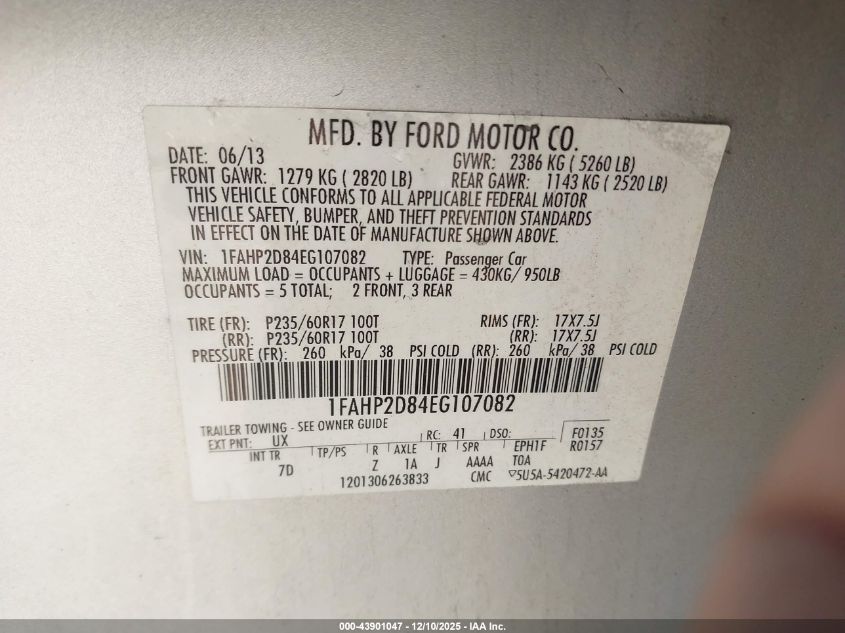 MFD. BY FORD MOTOR CO.
DATE: 06/13 GVWR: 2386 KG ( 5260 LB)
FRONT GAWR: 1279 KG ( 2820 LB) REAR GAWR: 1143 KG ( 2520 LB)
THIS VEHICLE CONFORMS TO ALL APPLICABLE FEDERAL MOTOR
VEHICLE SAFETY, BUMPER, AND THEFT PREVENTION STANDARDS
IN EFFECT ON THE DATE OF MANUFACTURE SHOWN ABOVE.
VIN: 1FAHP2D84EG107082 TYPE: Passenger Car
MAXIMUM LOAD = OCCUPANTS + LUGGAGE = 430KG/ 950LB
OCCUPANTS = 5 TOTAL; 2 FRONT, 3 REAR
TIRE (FR): P235/60R17 100T RIMS (FR): 17X7.5J
(RR): P235/60R17 100T (RR): 17X7.5J
PRESSURE (FR): 260 kPa/ 38 PSI COLD (RR): 260 kPa/ 38 PSI COLD
1FAHP2D84EG107082
TRAILER TOWING - SEE OWNER GUIDE
EXT PNT: UX RC: 41 DSO: F0135
INT TR TP/PS R AXLE TR SPR EPH1F R0157
7D Z 1A J AAAA T0A
1201306263833 CMC 5U5A-5420472-AA
000-43901047 — 12/10/2025 — IAA Inc.